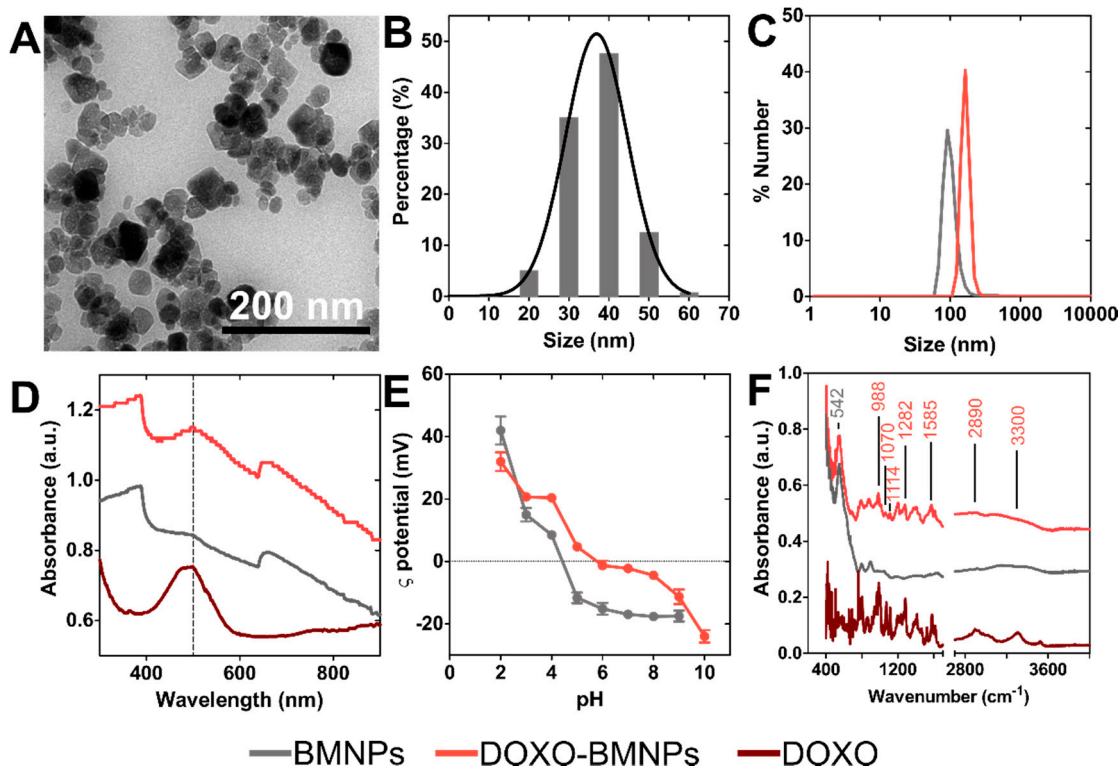 A
200 nm
B
Percentage (%)
50
40
30
20
10
0
0 10 20 30 40 50 60 70
Size (nm)
C
% Number
50
40
30
20
10
0
1 10 100 1000 10000
Size (nm)
D
Absorbance (a.u.)
1.2
1.0
0.8
0.6
400 600 800
Wavelength (nm)
E
ς potential (mV)
60
40
20
0
-20
0 2 4 6 8 10
pH
F
Absorbance (a.u.)
1.0
0.8
0.6
0.4
0.2
0.0
542
988
1070
1114
1282
1585
2890
3300
400 1200 2800 3600
Wavenumber (cm⁻¹)
BMNPs DOXO-BMNPs DOXO